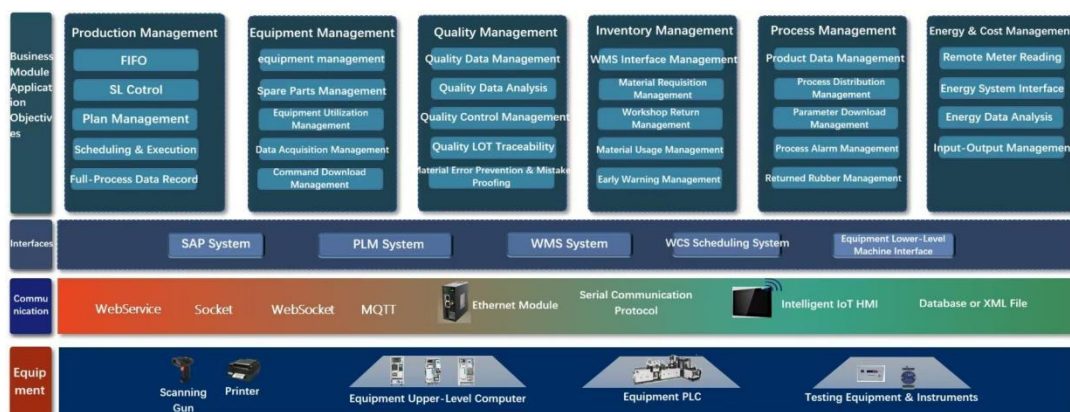 Business
Module
Applicat
ion
Objectiv
es
Production Management
FIFO
SL Cotrol
Plan Management
Scheduling & Execution
Full-Process Data Record
Equipment Management
equipment management
Spare Parts Management
Equipment Utilization
Management
Data Acquisition Management
Command Download
Management
Quality Management
Quality Data Management
Quality Data Analysis
Quality Control Management
Quality LOT Traceability
Material Error Prevention & Mistake
Proofing
Inventory Management
WMS Interface Management
Material Requisition
Management
Workshop Return
Management
Material Usage Management
Early Warning Management
Process Management
Product Data Management
Process Distribution
Management
Parameter Download
Management
Process Alarm Management
Returned Rubber Management
Energy & Cost Management
Remote Meter Reading
Energy System Interface
Energy Data Analysis
Input-Output Management
Interfaces
SAP System
PLM System
WMS System
WCS Scheduling System
Equipment Lower-Level
Machine Interface
Commu
nication
WebService
Socket
WebSocket
MQTT
Ethernet Module
Serial Communication
Protocol
Intelligent IoT HMI
Database or XML File
Equip
ment
Scanning
Gun
Printer
Equipment Upper-Level Computer
Equipment PLC
Testing Equipment & Instruments